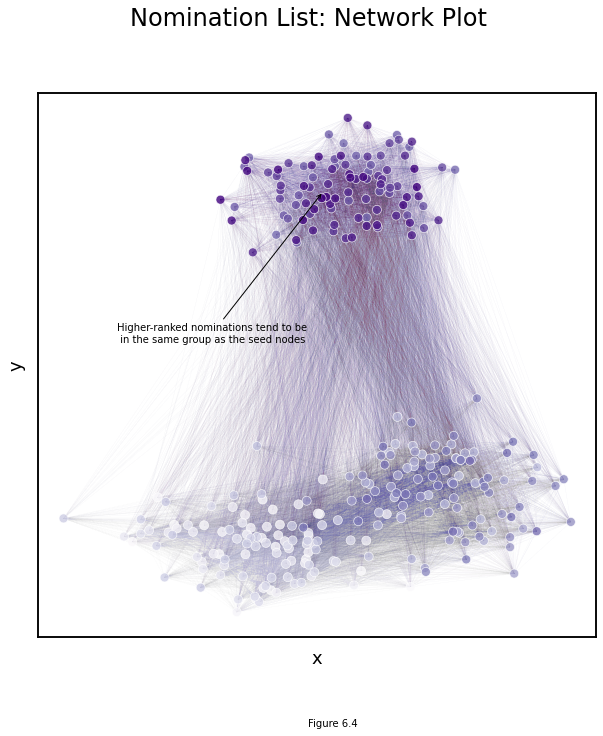 Nomination List: Network Plot
Higher-ranked nominations tend to be
in the same group as the seed nodes
y
x
Figure 6.4